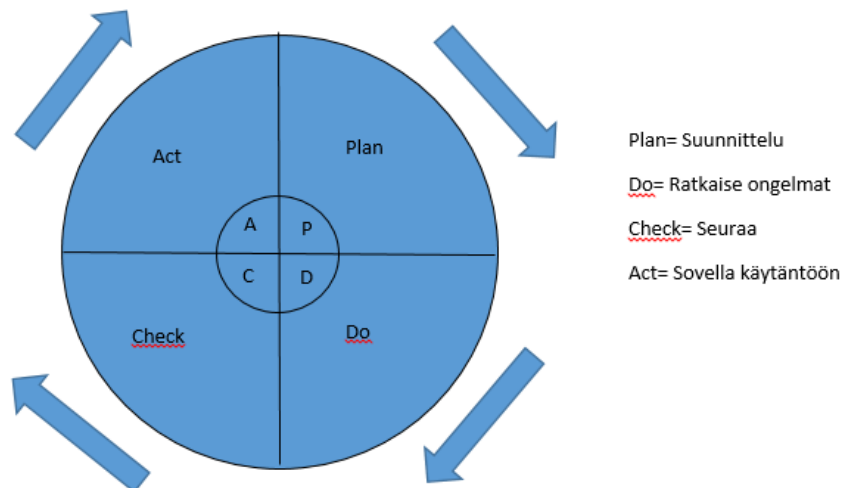 Act
Plan
A
P
C
D
Check
Do
Plan= Suunnittelu
Do= Ratkaise ongelmat
Check= Seuraa
Act= Sovella käytäntöön